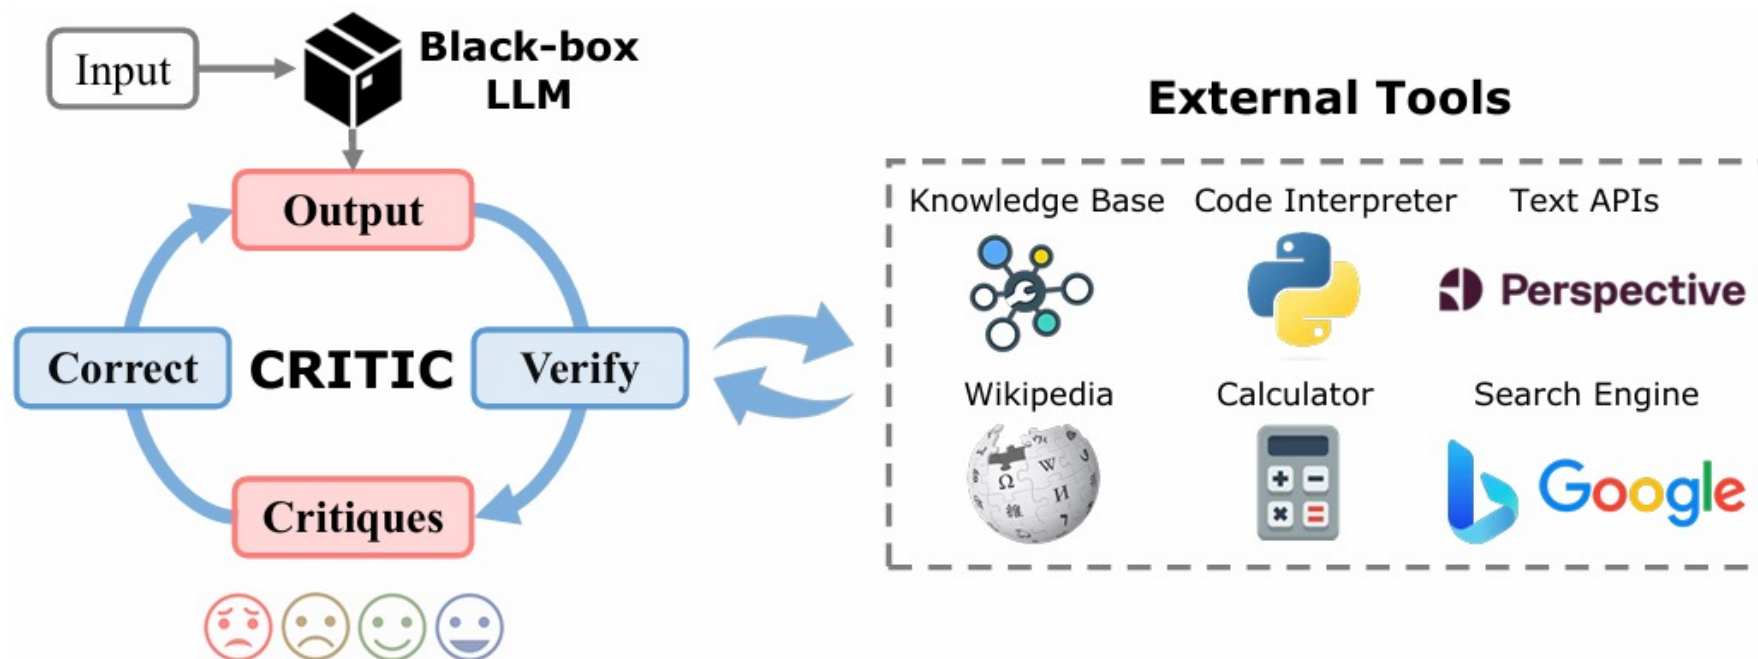 Input
Black-box
LLM
Output
Correct
CRITIC
Verify
Critiques
External Tools
Knowledge Base
Code Interpreter
Text APIs
Perspective
Wikipedia
Calculator
Search Engine
Ω
W
И
維
Google